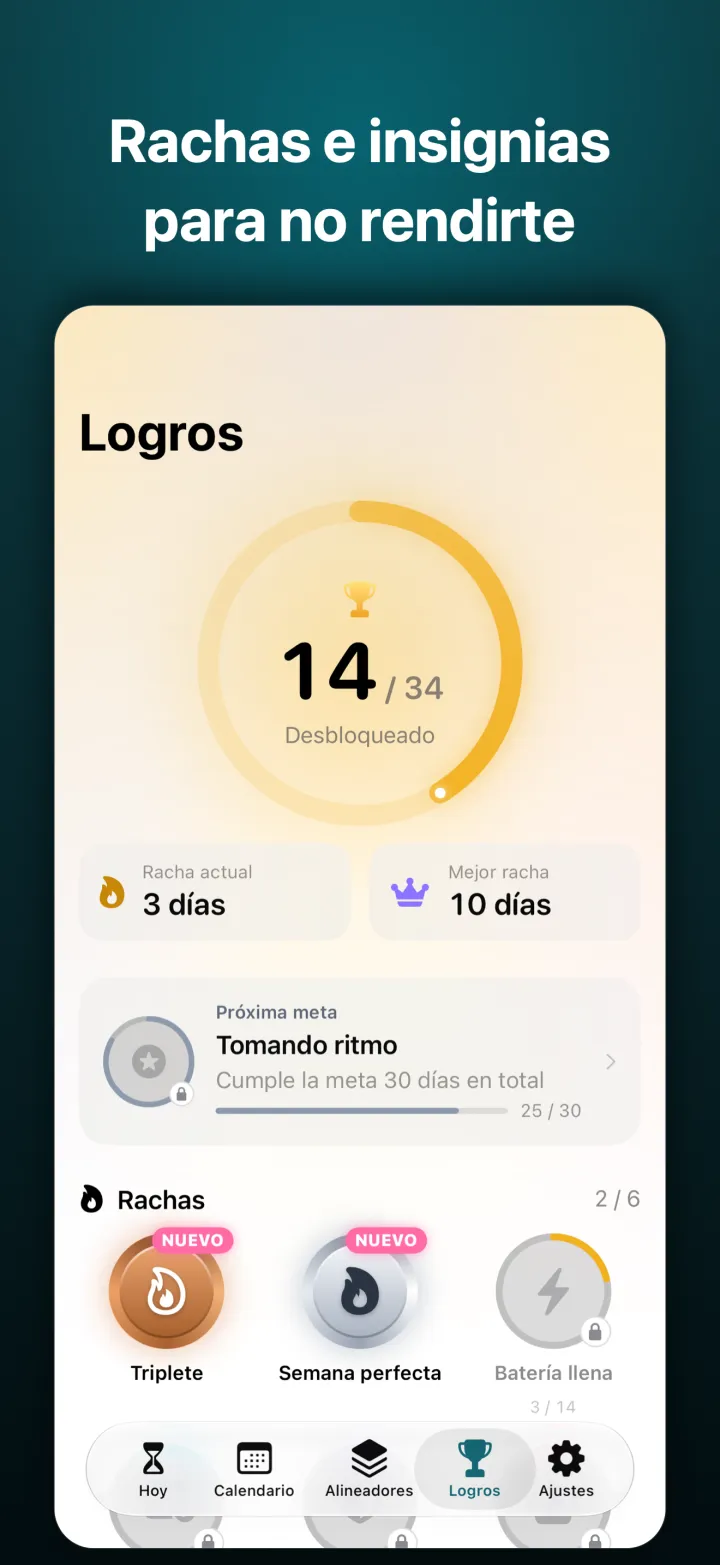 Rachas e insignias
para no rendirte
Logros
14 / 34
Desbloqueado
Racha actual
3 días
Mejor racha
10 días
Próxima meta
Tomando ritmo
Cumple la meta 30 días en total
25 / 30
Rachas
2 / 6
NUEVO
NUEVO
Triplete
Semana perfecta
Batería llena
3 / 14
Hoy
Calendario
Alineadores
Logros
Ajustes